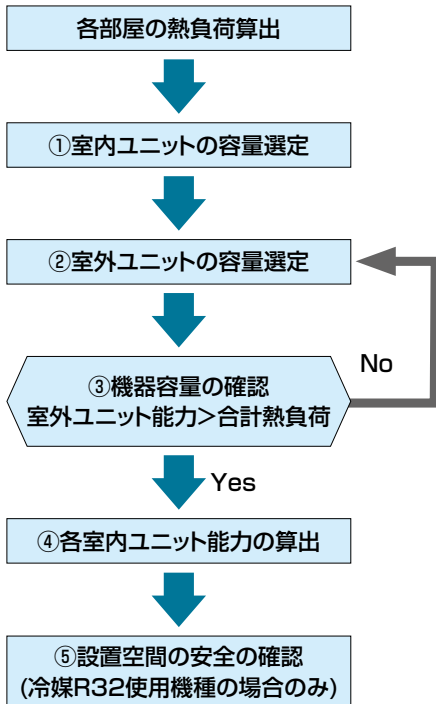 各部屋の熱負荷算出
①室内ユニットの容量選定
②室外ユニットの容量選定
③機器容量の確認
室外ユニット能力>合計熱負荷
No
Yes
④各室内ユニット能力の算出
⑤設置空間の安全の確認
(冷媒R32使用機種の場合のみ)